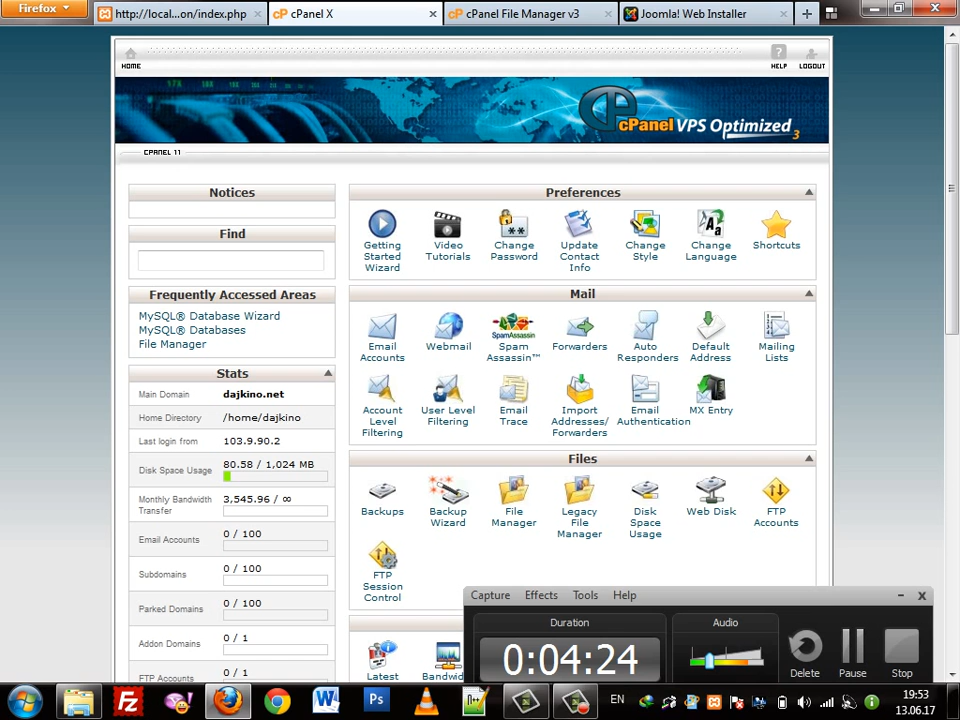 Firefox
http://local...on/index.php
cPanel X
cPanel File Manager v3
Joomla! Web Installer
HOME
HELP
LOGOUT
cPanel VPS Optimized 3
CPANEL 11
Notices
Find
Frequently Accessed Areas
MySQL® Database Wizard
MySQL® Databases
File Manager
Stats
Main Domain dajkino.net
Home Directory /home/dajkino
Last login from 103.9.90.2
Disk Space Usage 80.58 / 1,024 MB
Monthly Bandwidth Transfer 3,545.96 / ∞
Email Accounts 0 / 100
Subdomains 0 / 100
Parked Domains 0 / 100
Addon Domains 0 / 1
FTP Accounts 0 / 1
Preferences
Getting Started Wizard
Video Tutorials
Change Password
Update Contact Info
Change Style
Change Language
Shortcuts
Mail
Email Accounts
Webmail
Spam Assassin™
Forwarders
Auto Responders
Default Address
Mailing Lists
Account Level Filtering
User Level Filtering
Email Trace
Import Addresses/ Forwarders
Email Authentication
MX Entry
Files
Backups
Backup Wizard
File Manager
Legacy File Manager
Disk Space Usage
Web Disk
FTP Accounts
FTP Session Control
Latest
Bandwid
Capture Effects Tools Help
Duration
0:04:24
Audio
Delete
Pause
Stop
EN
19:53
13.06.17